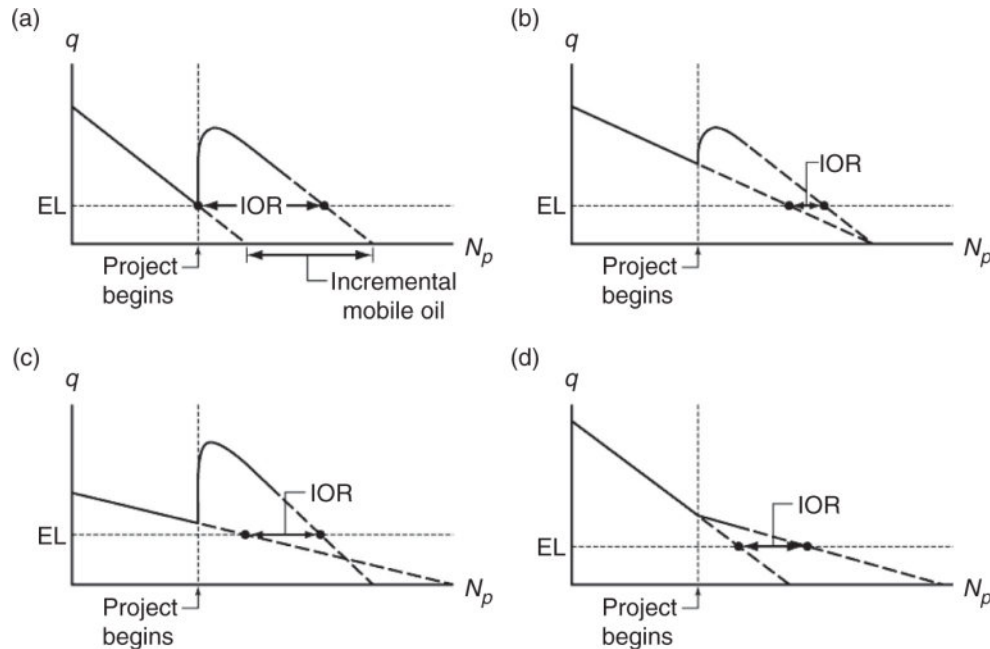 (a)
q
EL
IOR
N_p
Project
begins
Incremental
mobile oil
(b)
q
EL
IOR
N_p
Project
begins
(c)
q
EL
IOR
N_p
Project
begins
(d)
q
EL
IOR
N_p
Project
begins